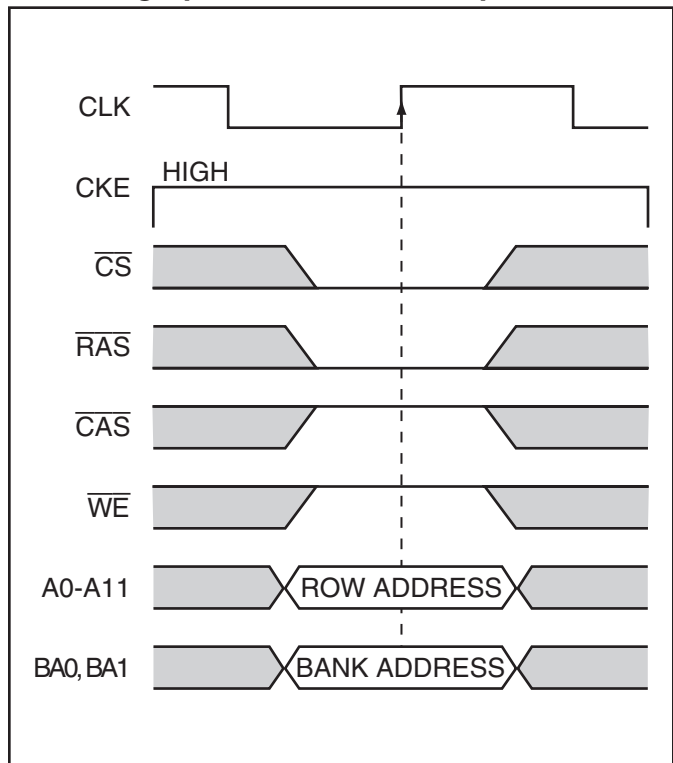 CLK
CKE HIGH
CS
RAS
CAS
WE
A0-A11 ROW ADDRESS
BA0, BA1 BANK ADDRESS